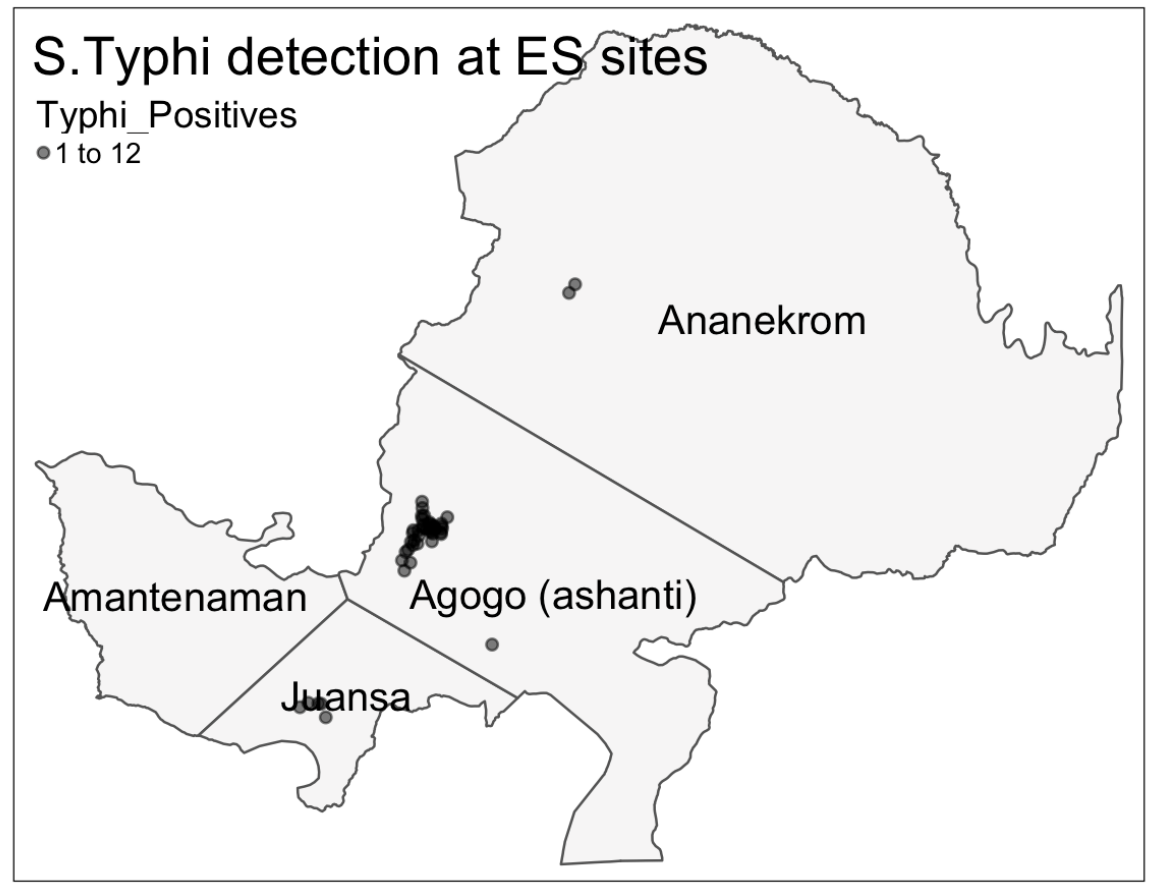 S.Typhi detection at ES sites
Typhi_Positives
1 to 12
Ananekrom
Amantenaman
Agogo (ashanti)
Juansa